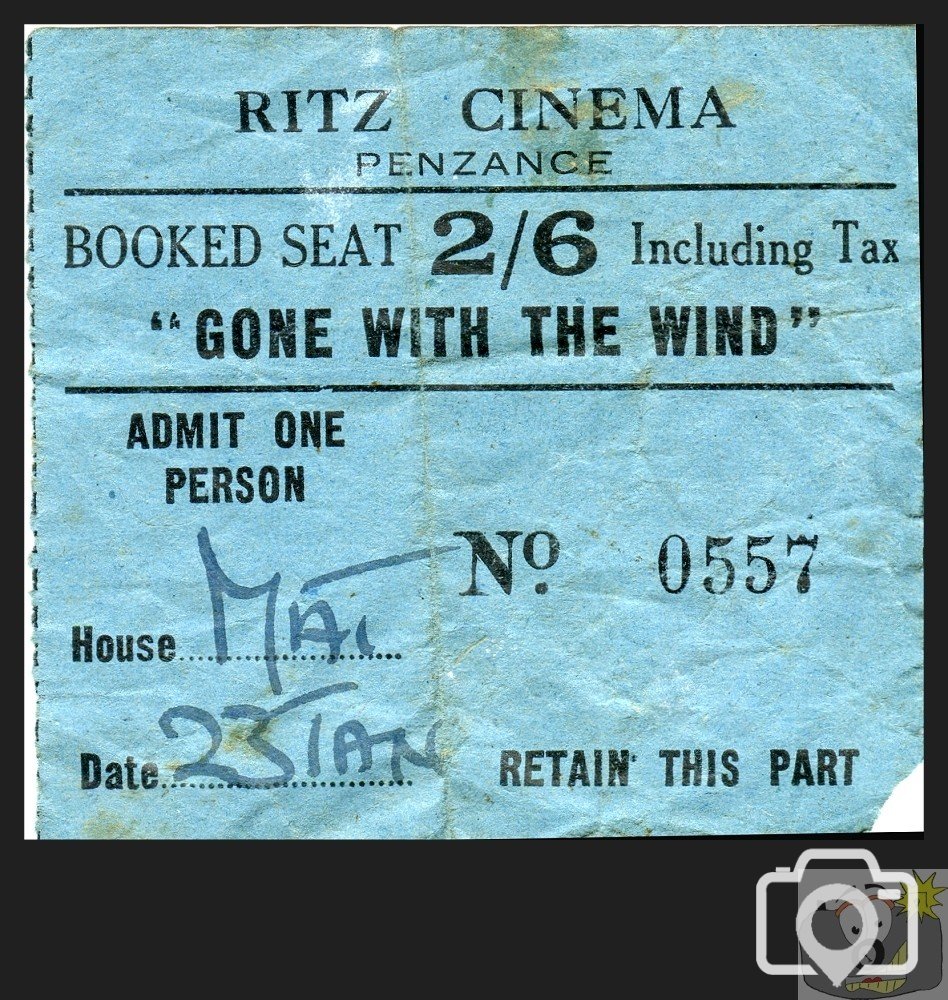 RITZ CINEMA
PENZANCE
BOOKED SEAT 2/6 Including Tax
"GONE WITH THE WIND"
ADMIT ONE
PERSON
Nº. 0557
House MAT
Date 25 JAN
RETAIN THIS PART